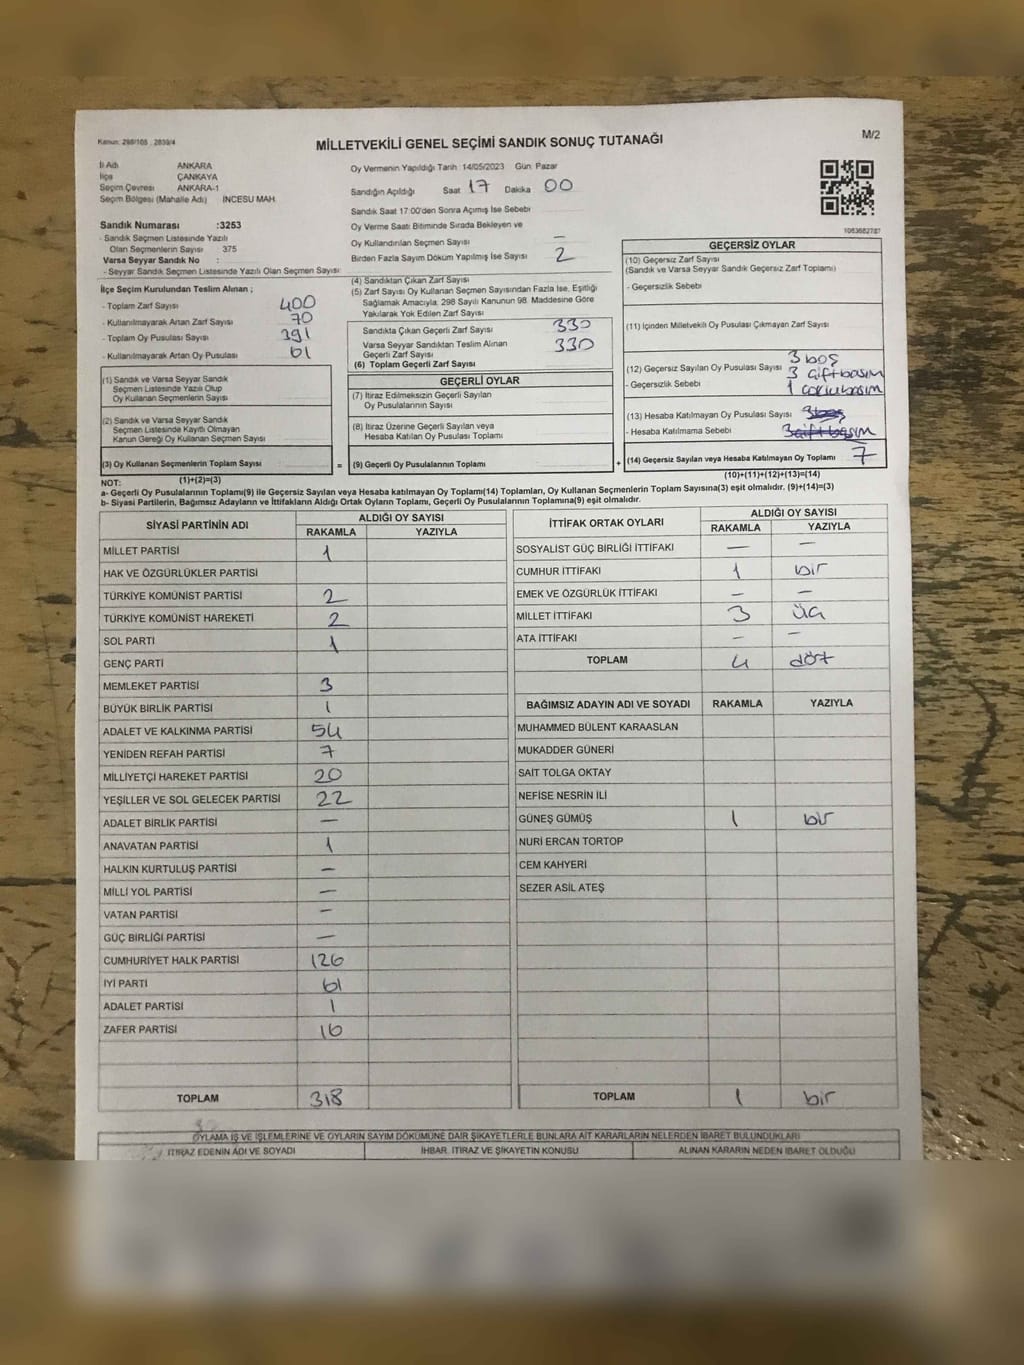 Kanun: 298/105 , 2839/4
M/2
MİLLETVEKİLİ GENEL SEÇİMİ SANDIK SONUÇ TUTANAĞI
İl Adı ANKARA
İlçe ÇANKAYA
Seçim Çevresi ANKARA-1
Seçim Bölgesi (Mahalle Adı) İNCESU MAH.
Sandık Numarası :3253
- Sandık Seçmen Listesinde Yazılı
Olan Seçmenlerin Sayısı : 375
Varsa Seyyar Sandık No :
- Seyyar Sandık Seçmen Listesinde Yazılı Olan Seçmen Sayısı:
Oy Vermenin Yapıldığı Tarih :14/05/2023 Gün: Pazar
Sandığın Açıldığı Saat 17 Dakika 00
Sandık Saat 17:00'den Sonra Açımış İse Sebebi
Oy Verme Saati Bitiminde Sırada Bekleyen ve
Oy Kullandırılan Seçmen Sayısı –
Birden Fazla Sayım Döküm Yapılmış İse Sayısı 2
1083682787
İlçe Seçim Kurulundan Teslim Alınan ;
- Toplam Zarf Sayısı 400
- Kullanılmayarak Artan Zarf Sayısı 70
- Toplam Oy Pusulası Sayısı 391
- Kullanılmayarak Artan Oy Pusulası 61
(4) Sandıktan Çıkan Zarf Sayısı
(5) Zarf Sayısı Oy Kullanan Seçmen Sayısından Fazla İse, Eşitliği
Sağlamak Amacıyla, 298 Sayılı Kanunun 98. Maddesine Göre
Yakılarak Yok Edilen Zarf Sayısı
Sandıkta Çıkan Geçerli Zarf Sayısı 330
Varsa Seyyar Sandıktan Teslim Alınan
Geçerli Zarf Sayısı 330
(6) Toplam Geçerli Zarf Sayısı
GEÇERSİZ OYLAR
(10) Geçersiz Zarf Sayısı
(Sandık ve Varsa Seyyar Sandık Geçersiz Zarf Toplamı)
- Geçersizlik Sebebi
(11) İçinden Milletvekili Oy Pusulası Çıkmayan Zarf Sayısı
(12) Geçersiz Sayılan Oy Pusulası Sayısı 3 boş
3 çift basım
- Geçersizlik Sebebi 1 çoklu basım
(13) Hesaba Katılmayan Oy Pusulası Sayısı 3 boş
- Hesaba Katılmama Sebebi 3 çift basım
(14) Geçersiz Sayılan veya Hesaba Katılmayan Oy Toplamı 7
(10)+(11)+(12)+(13)=(14)
(1) Sandık ve Varsa Seyyar Sandık
Seçmen Listesinde Yazılı Olup
Oy Kullanan Seçmenlerin Sayısı
(2) Sandık ve Varsa Seyyar Sandık
Seçmen Listesinde Kayıtlı Olmayan
Kanun Gereği Oy Kullanan Seçmen Sayısı
(3) Oy Kullanan Seçmenlerin Toplam Sayısı
(1)+(2)=(3)
GEÇERLİ OYLAR
(7) İtiraz Edilmeksizin Geçerli Sayılan
Oy Pusulalarının Sayısı
(8) İtiraz Üzerine Geçerli Sayılan veya
Hesaba Katılan Oy Pusulası Toplamı
= (9) Geçerli Oy Pusulalarının Toplamı +
NOT:
a- Geçerli Oy Pusulalarının Toplamı(9) ile Geçersiz Sayılan veya Hesaba katılmayan Oy Toplam(14) Toplamları, Oy Kullanan Seçmenlerin Toplam Sayısına(3) eşit olmalıdır. (9)+(14)=(3)
b- Siyasi Partilerin, Bağımsız Adayların ve İttifakların Aldığı Ortak Oyların Toplamı, Geçerli Oy Pusulalarının Toplamına(9) eşit olmalıdır.
SİYASİ PARTİNİN ADI ALDIĞI OY SAYISI
RAKAMLA YAZIYLA
MİLLET PARTİSİ 1
HAK VE ÖZGÜRLÜKLER PARTİSİ
TÜRKİYE KOMÜNİST PARTİSİ 2
TÜRKİYE KOMÜNİST HAREKETİ 2
SOL PARTİ 1
GENÇ PARTİ
MEMLEKET PARTİSİ 3
BÜYÜK BİRLİK PARTİSİ 1
ADALET VE KALKINMA PARTİSİ 54
YENİDEN REFAH PARTİSİ 7
MİLLİYETÇİ HAREKET PARTİSİ 20
YEŞİLLER VE SOL GELECEK PARTİSİ 22
ADALET BİRLİK PARTİSİ –
ANAVATAN PARTİSİ 1
HALKIN KURTULUŞ PARTİSİ –
MİLLİ YOL PARTİSİ –
VATAN PARTİSİ –
GÜÇ BİRLİĞİ PARTİSİ –
CUMHURİYET HALK PARTİSİ 126
İYİ PARTİ 61
ADALET PARTİSİ 1
ZAFER PARTİSİ 16
TOPLAM 318
İTTİFAK ORTAK OYLARI ALDIĞI OY SAYISI
RAKAMLA YAZIYLA
SOSYALİST GÜÇ BİRLİĞİ İTTİFAKI – –
CUMHUR İTTİFAKI 1 bir
EMEK VE ÖZGÜRLÜK İTTİFAKI – –
MİLLET İTTİFAKI 3 üç
ATA İTTİFAKI – –
TOPLAM 4 dört
BAĞIMSIZ ADAYIN ADI VE SOYADI RAKAMLA YAZIYLA
MUHAMMED BÜLENT KARAASLAN
MUKADDER GÜNERİ
SAİT TOLGA OKTAY
NEFİSE NESRİN İLİ
GÜNEŞ GÜMÜŞ 1 bir
NURİ ERCAN TORTOP
CEM KAHYERİ
SEZER ASİL ATEŞ
TOPLAM 1 bir
OYLAMA İŞ VE İŞLEMLERİNE VE OYLARIN SAYIM DÖKÜMÜNE DAİR ŞİKAYETLERLE BUNLARA AİT KARARLARIN NELERDEN İBARET BULUNDUKLARI
İTİRAZ EDENİN ADI VE SOYADI İHBAR, İTİRAZ VE ŞİKAYETİN KONUSU ALINAN KARARIN NEDEN İBARET OLDUĞU